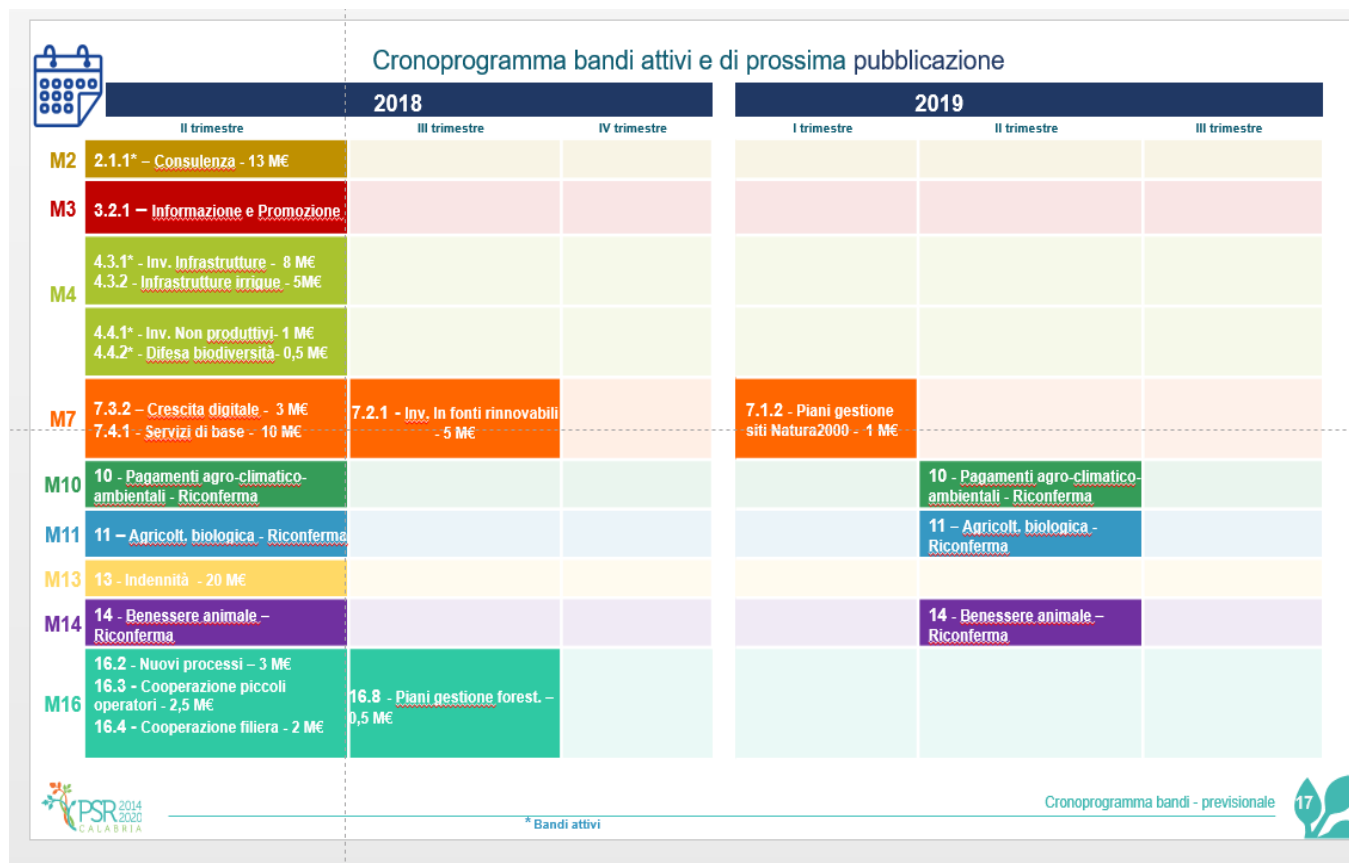 Cronoprogramma bandi attivi e di prossima pubblicazione
2018
2019
II trimestre
III trimestre
IV trimestre
I trimestre
II trimestre
III trimestre
M2
2.1.1* – Consulenza - 13 M€
M3
3.2.1 – Informazione e Promozione
M4
4.3.1* - Inv. Infrastrutture - 8 M€
4.3.2 - Infrastrutture irrigue - 5M€
4.4.1* - Inv. Non produttivi- 1 M€
4.4.2* - Difesa biodiversità- 0,5 M€
M7
7.3.2 – Crescita digitale - 3 M€
7.4.1 - Servizi di base - 10 M€
7.2.1 - Inv. In fonti rinnovabili
- 5 M€
7.1.2 - Piani gestione
siti Natura2000 - 1 M€
M10
10 - Pagamenti agro-climatico-
ambientali - Riconferma
10 - Pagamenti agro-climatico-
ambientali - Riconferma
M11
11 – Agricolt. biologica - Riconferma
11 – Agricolt. biologica -
Riconferma
M13
13 - Indennità - 20 M€
M14
14 - Benessere animale –
Riconferma
14 - Benessere animale –
Riconferma
M16
16.2 - Nuovi processi – 3 M€
16.3 - Cooperazione piccoli
operatori - 2,5 M€
16.4 - Cooperazione filiera - 2 M€
16.8 - Piani gestione forest. –
0,5 M€
PSR 2014
2020
CALABRIA
* Bandi attivi
Cronoprogramma bandi - previsionale
17